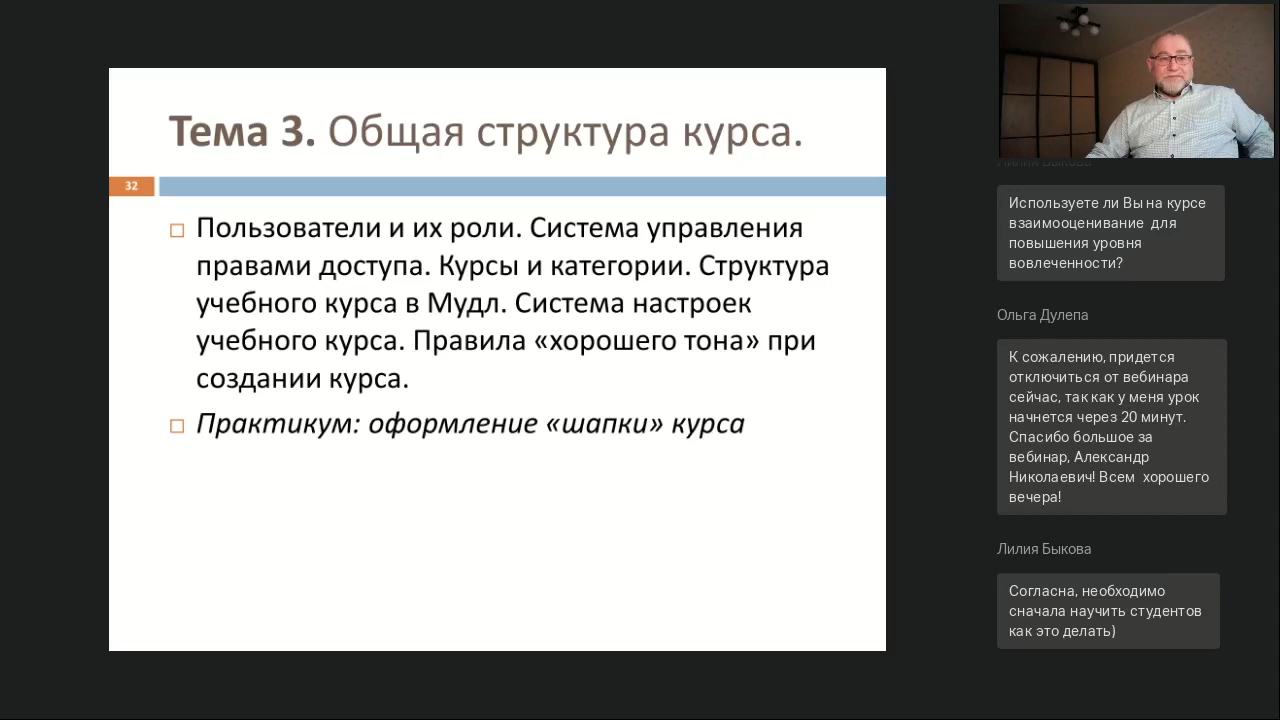 Тема 3. Общая структура курса.
32
Пользователи и их роли. Система управления
правами доступа. Курсы и категории. Структура
учебного курса в Мудл. Система настроек
учебного курса. Правила «хорошего тона» при
создании курса.
Практикум: оформление «шапки» курса
Лилия Быкова
Используете ли Вы на курсе
взаимооценивание для
повышения уровня
вовлеченности?
Ольга Дулепа
К сожалению, придется
отключиться от вебинара
сейчас, так как у меня урок
начнется через 20 минут.
Спасибо большое за
вебинар, Александр
Николаевич! Всем хорошего
вечера!
Лилия Быкова
Согласна, необходимо
сначала научить студентов
как это делать)